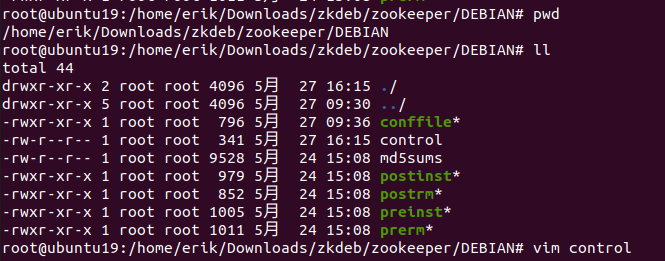 root@ubuntu19:/home/erik/Downloads/zkdeb/zookeeper/DEBIAN# pwd
/home/erik/Downloads/zkdeb/zookeeper/DEBIAN
root@ubuntu19:/home/erik/Downloads/zkdeb/zookeeper/DEBIAN# ll
total 44
drwxr-xr-x 2 root root 4096 5月  27 16:15 ./
drwxr-xr-x 5 root root 4096 5月  27 09:30 ../
-rwxr-xr-x 1 root root  796 5月  27 09:36 conffile*
-rw-r--r-- 1 root root  341 5月  27 16:15 control
-rw-r--r-- 1 root root 9528 5月  24 15:08 md5sums
-rwxr-xr-x 1 root root  979 5月  24 15:08 postinst*
-rwxr-xr-x 1 root root  852 5月  24 15:08 postrm*
-rwxr-xr-x 1 root root 1005 5月  24 15:08 preinst*
-rwxr-xr-x 1 root root 1011 5月  24 15:08 prerm*
root@ubuntu19:/home/erik/Downloads/zkdeb/zookeeper/DEBIAN# vim control